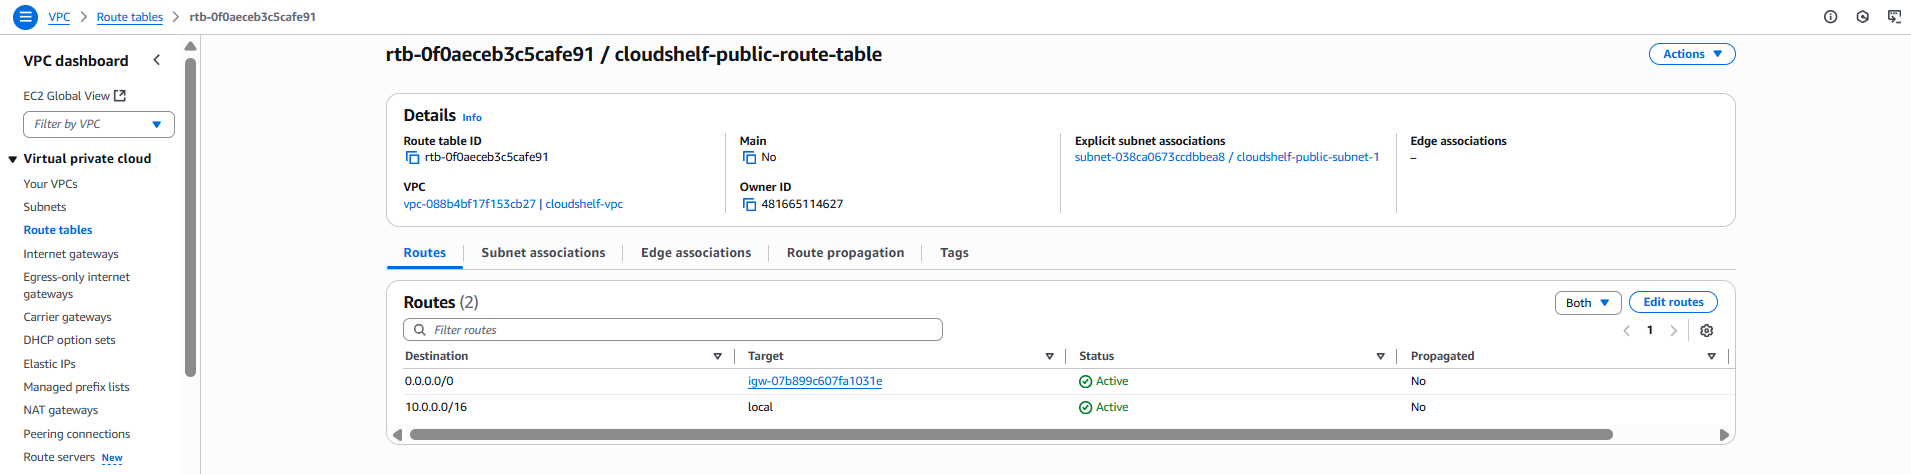 VPC > Route tables > rtb-0f0aeceb3c5cafe91
VPC dashboard
EC2 Global View
Filter by VPC
Virtual private cloud
Your VPCs
Subnets
Route tables
Internet gateways
Egress-only internet
gateways
Carrier gateways
DHCP option sets
Elastic IPs
Managed prefix lists
NAT gateways
Peering connections
Route servers New
rtb-0f0aeceb3c5cafe91 / cloudshelf-public-route-table
Actions
Details Info
Route table ID
rtb-0f0aeceb3c5cafe91
Main
No
Explicit subnet associations
subnet-038ca0673ccdbbea8 / cloudshelf-public-subnet-1
Edge associations
–
VPC
vpc-088b4bf17f153cb27 | cloudshelf-vpc
Owner ID
481665114627
Routes Subnet associations Edge associations Route propagation Tags
Routes (2)
Both
Edit routes
Filter routes
1
Destination Target Status Propagated
0.0.0.0/0 igw-07b899c607fa1031e Active No
10.0.0.0/16 local Active No